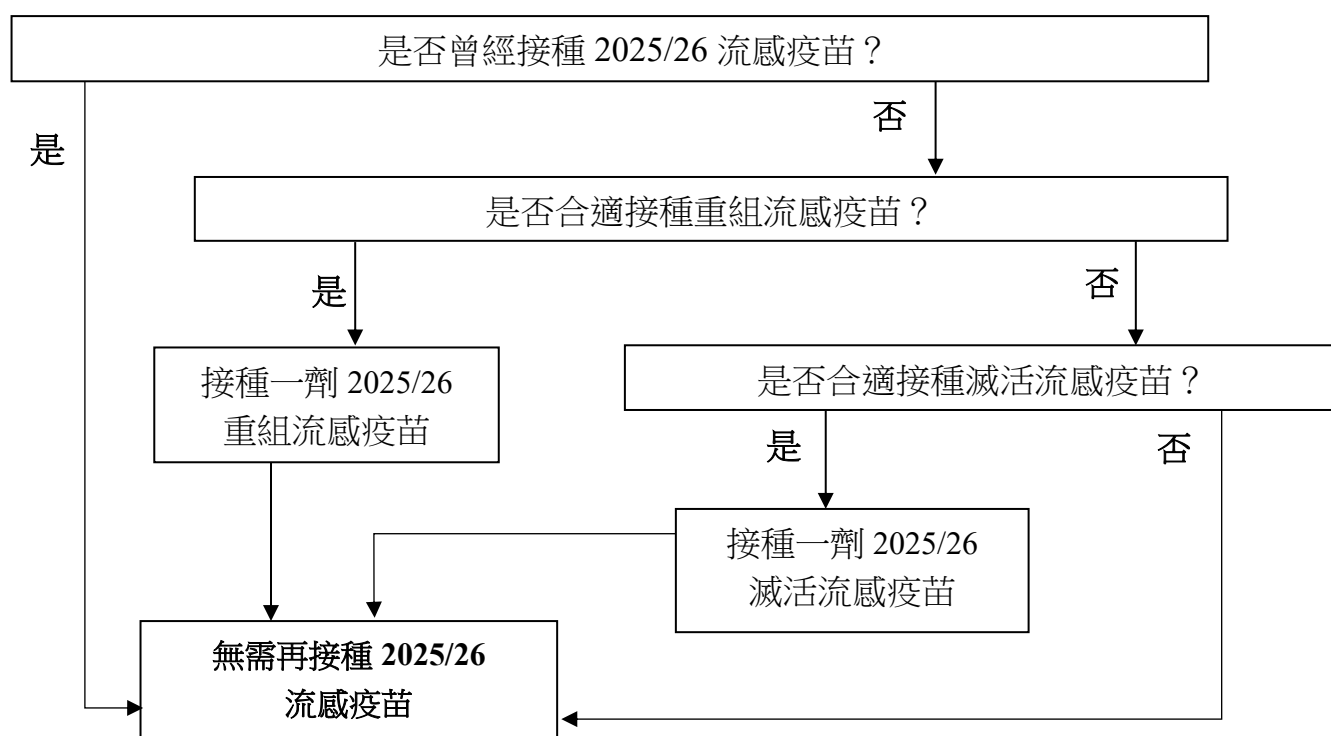 是否曾經接種 2025/26 流感疫苗？
否
是
是否合適接種重組流感疫苗？
是
否
接種一劑 2025/26
重組流感疫苗
是否合適接種滅活流感疫苗？
是
否
接種一劑 2025/26
滅活流感疫苗
無需再接種 2025/26
流感疫苗